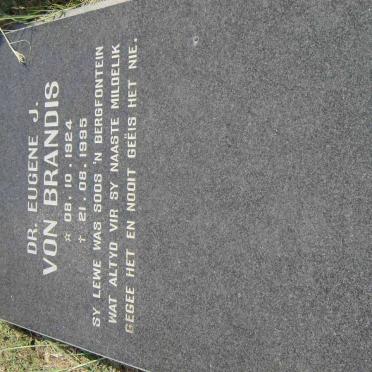 DR. EUGENE J.
VON BRANDIS
☆ 08.10.1924
† 21.08.1995
SY LEWE WAS SOOS 'N BERGFONTEIN
WAT ALTYD VIR SY NAASTE MILDELIK
GEGEE HET EN NOOIT GEËIS HET NIE.